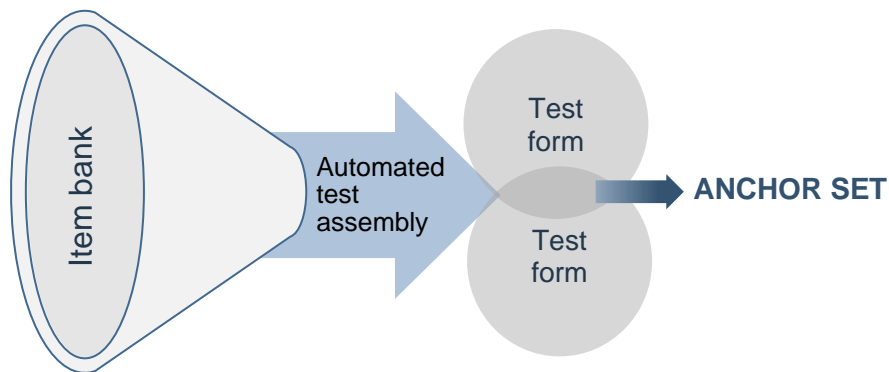 Item bank
Automated
test
assembly
Test
form
Test
form
ANCHOR SET